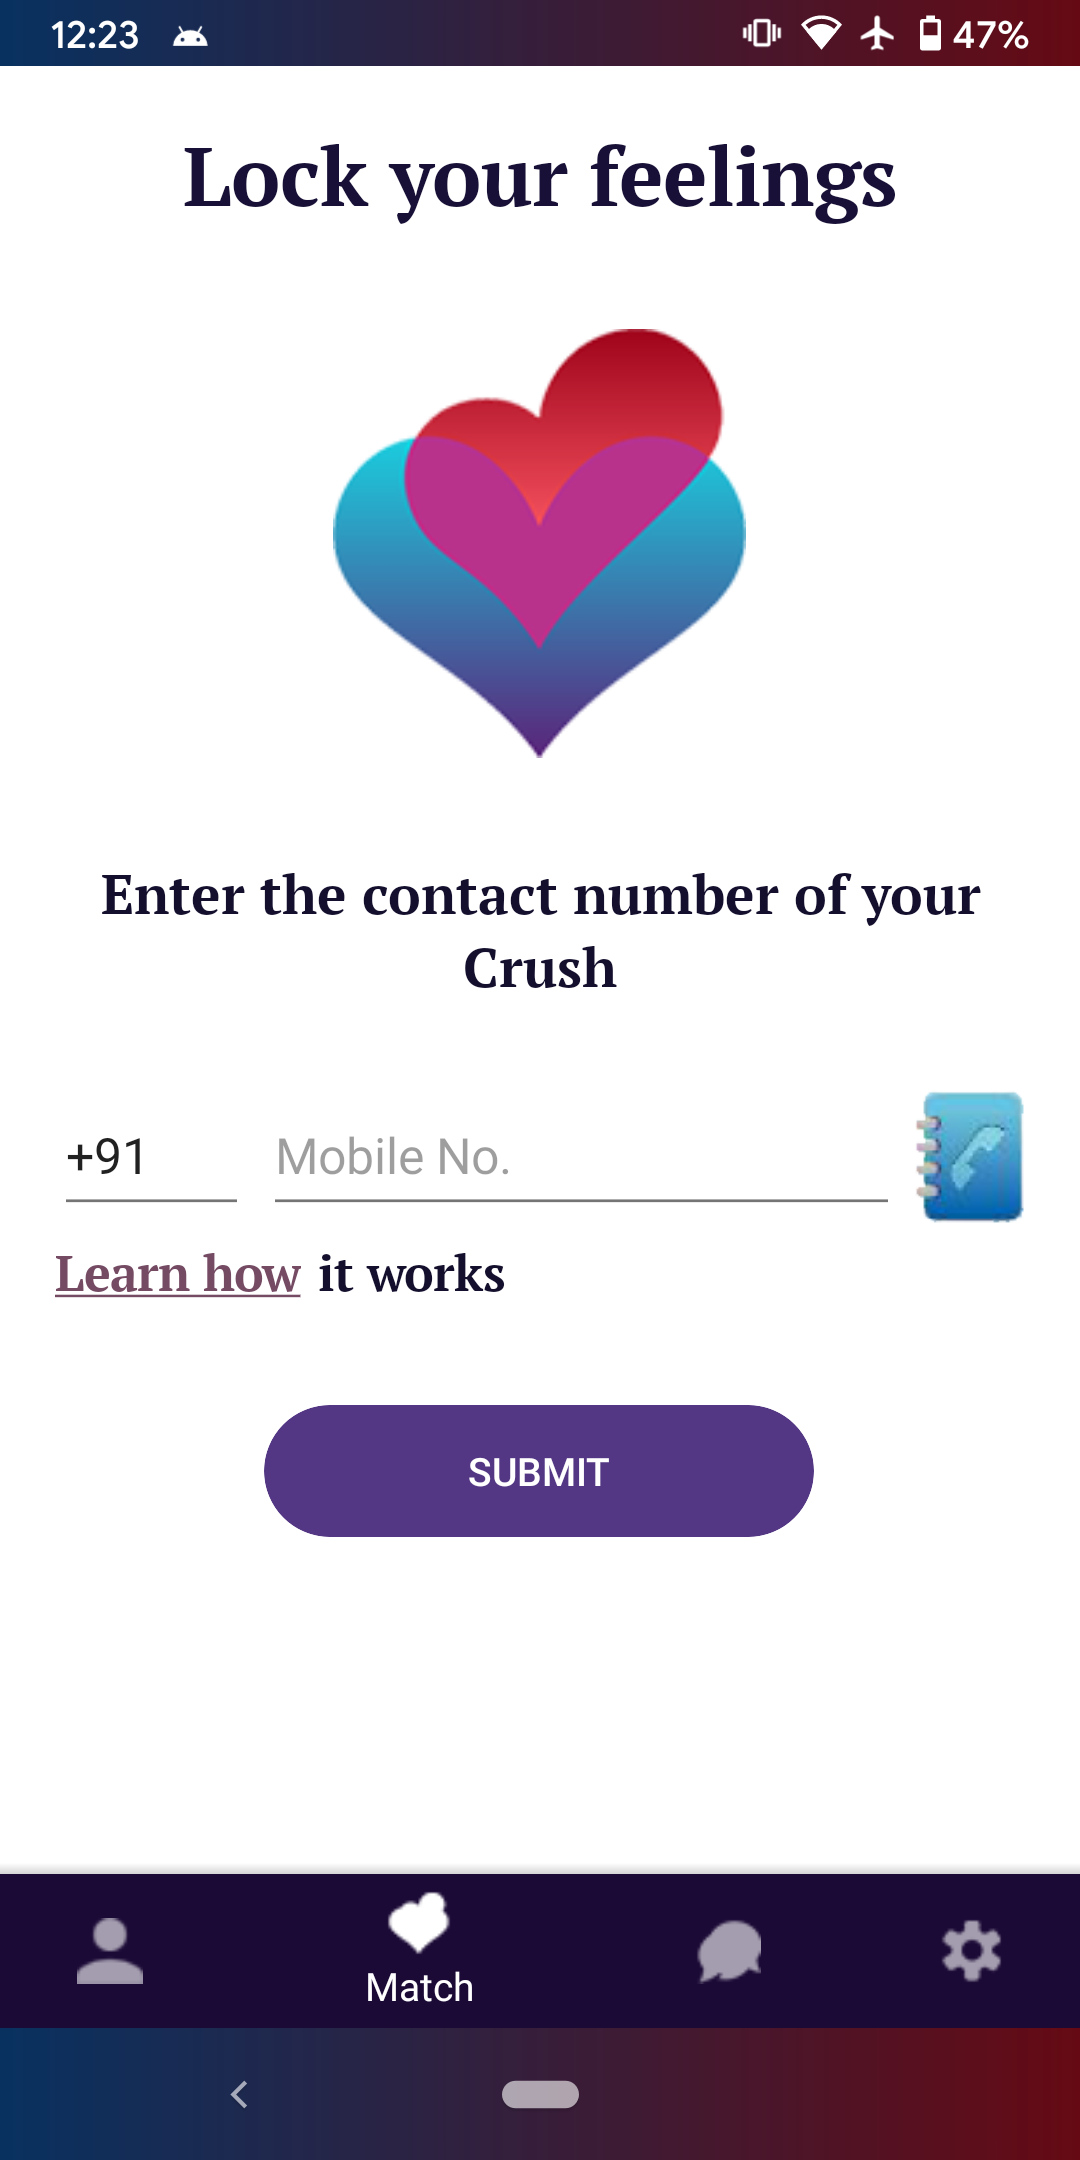 12:23 47%
Lock your feelings
Enter the contact number of your
Crush
+91 Mobile No.
Learn how it works
SUBMIT
Match